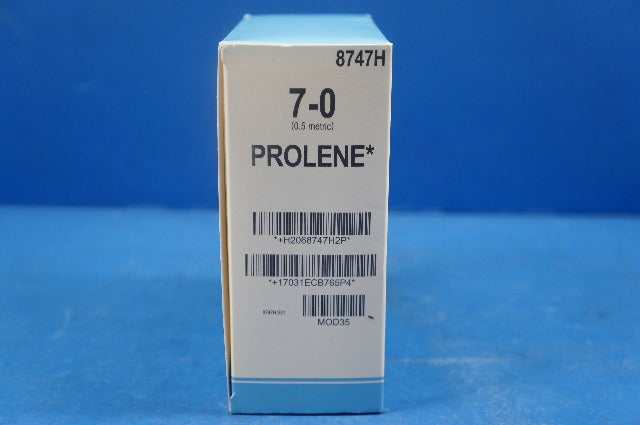 8747H
7-0
(0.5 metric)
PROLENE*
*+H2068747H2P*
*+17031ECB765P4*
MOD35